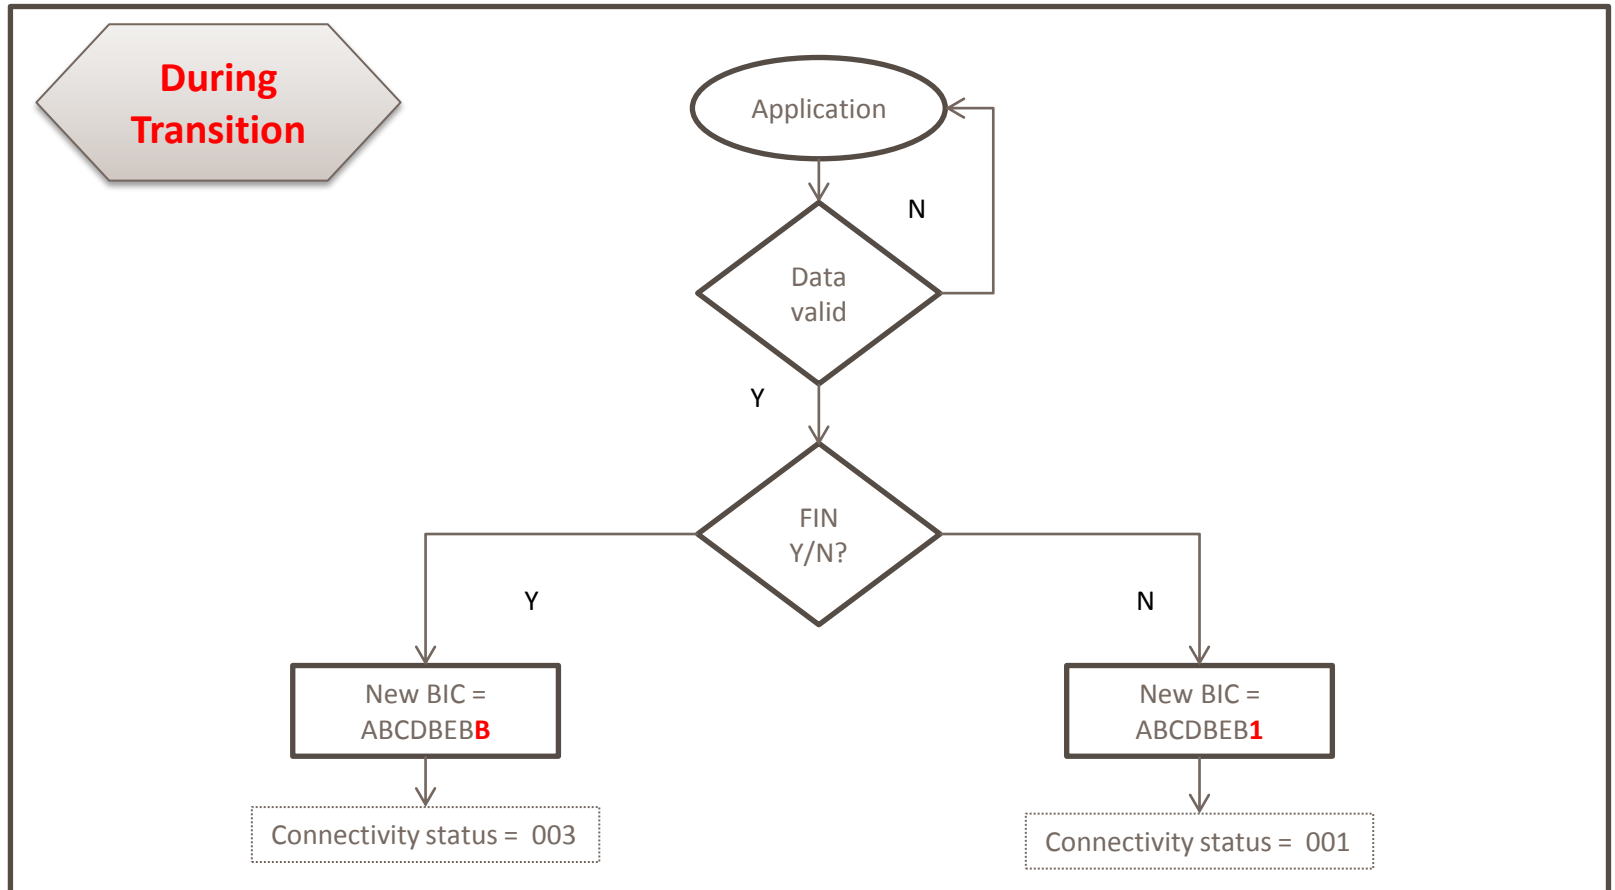 During
Transition
Application
N
Data
valid
Y
FIN
Y/N?
Y
N
New BIC =
ABCDBEBB
New BIC =
ABCDBEB1
Connectivity status =  003
Connectivity status =  001